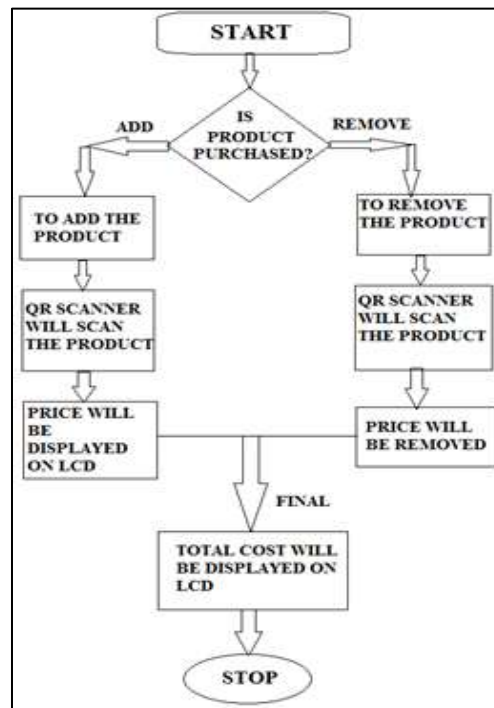 START
IS
PRODUCT
PURCHASED?
ADD
REMOVE
TO ADD THE
PRODUCT
TO REMOVE
THE PRODUCT
QR SCANNER
WILL SCAN
THE PRODUCT
QR SCANNER
WILL SCAN
THE PRODUCT
PRICE WILL
BE
DISPLAYED
ON LCD
PRICE WILL
BE REMOVED
FINAL
TOTAL COST WILL
BE DISPLAYED ON
LCD
STOP